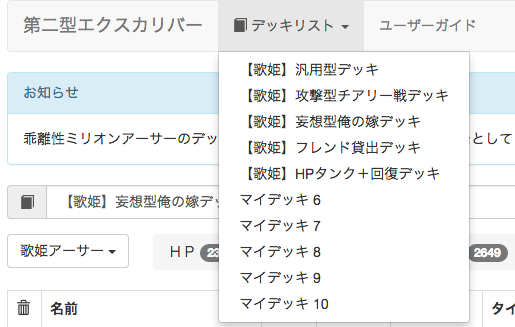 第二型エクスカリバー デッキリスト ユーザーガイド
【歌姫】汎用型デッキ
【歌姫】攻撃型チアリー戦デッキ
【歌姫】妄想型俺の嫁デッキ
【歌姫】フレンド貸出デッキ
【歌姫】HPタンク＋回復デッキ
マイデッキ 6
マイデッキ 7
マイデッキ 8
マイデッキ 9
マイデッキ 10
お知らせ
乖離性ミリオンアーサーのデッ
として
【歌姫】妄想型俺の嫁デッ
歌姫アーサー ＨＰ 23 2649
名前 タイ